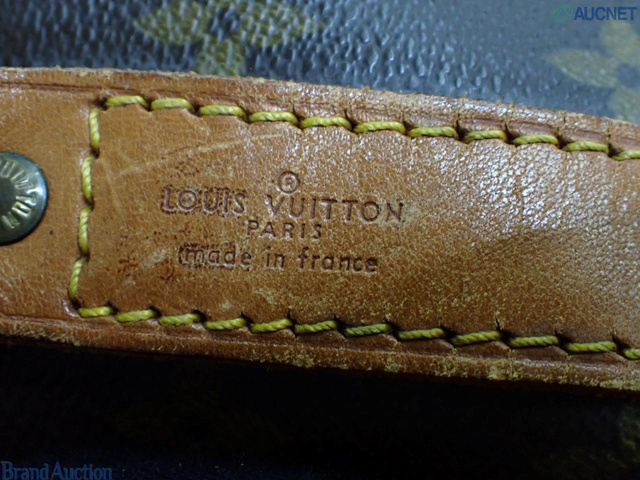 AUCNET
®
LOUIS VUITTON
PARIS
made in france
Brand Auction